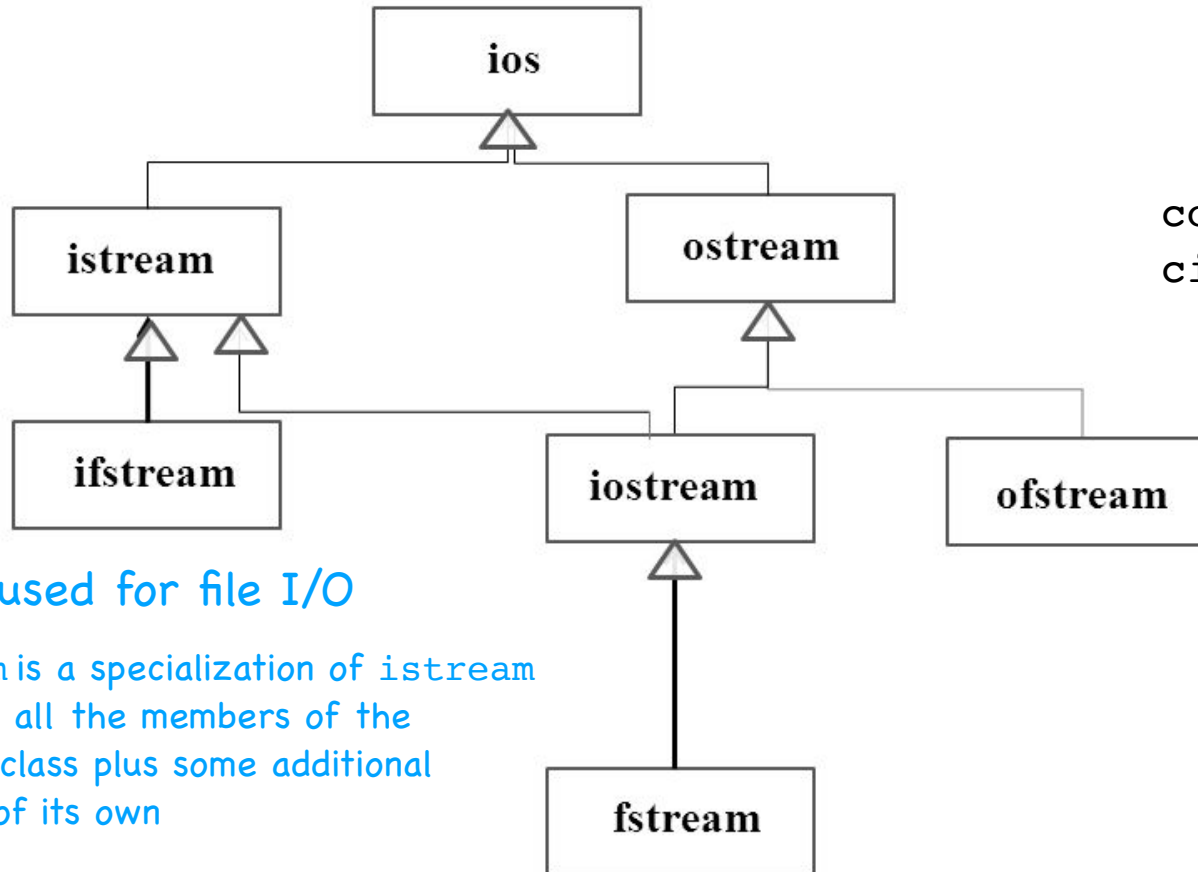 ios
istream
ostream
ifstream
iostream
ofstream
used for file I/O
is a specialization of istream
all the members of the
class plus some additional
of its own
fstream